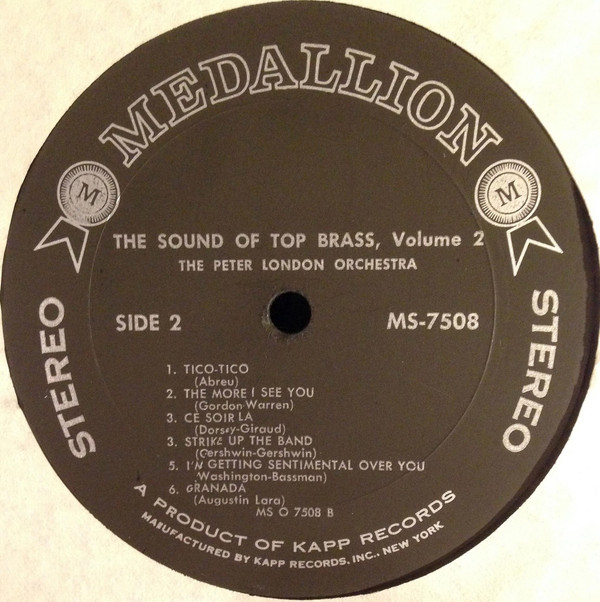 MEDALLION
M
M
THE SOUND OF TOP BRASS, Volume 2
THE PETER LONDON ORCHESTRA
SIDE 2
MS-7508
STEREO
STEREO
1. TICO-TICO
(Abreu)
2. THE MORE I SEE YOU
(Gordon-Warren)
3. CE SOIR LA
(Dorsey-Giraud)
3. STRIKE UP THE BAND
(Gershwin-Gershwin)
5. I'M GETTING SENTIMENTAL OVER YOU
(Washington-Bassman)
6. GRANADA
(Augustin Lara)
MS O 7508 B
A PRODUCT OF KAPP RECORDS
MANUFACTURED BY KAPP RECORDS, INC., NEW YORK